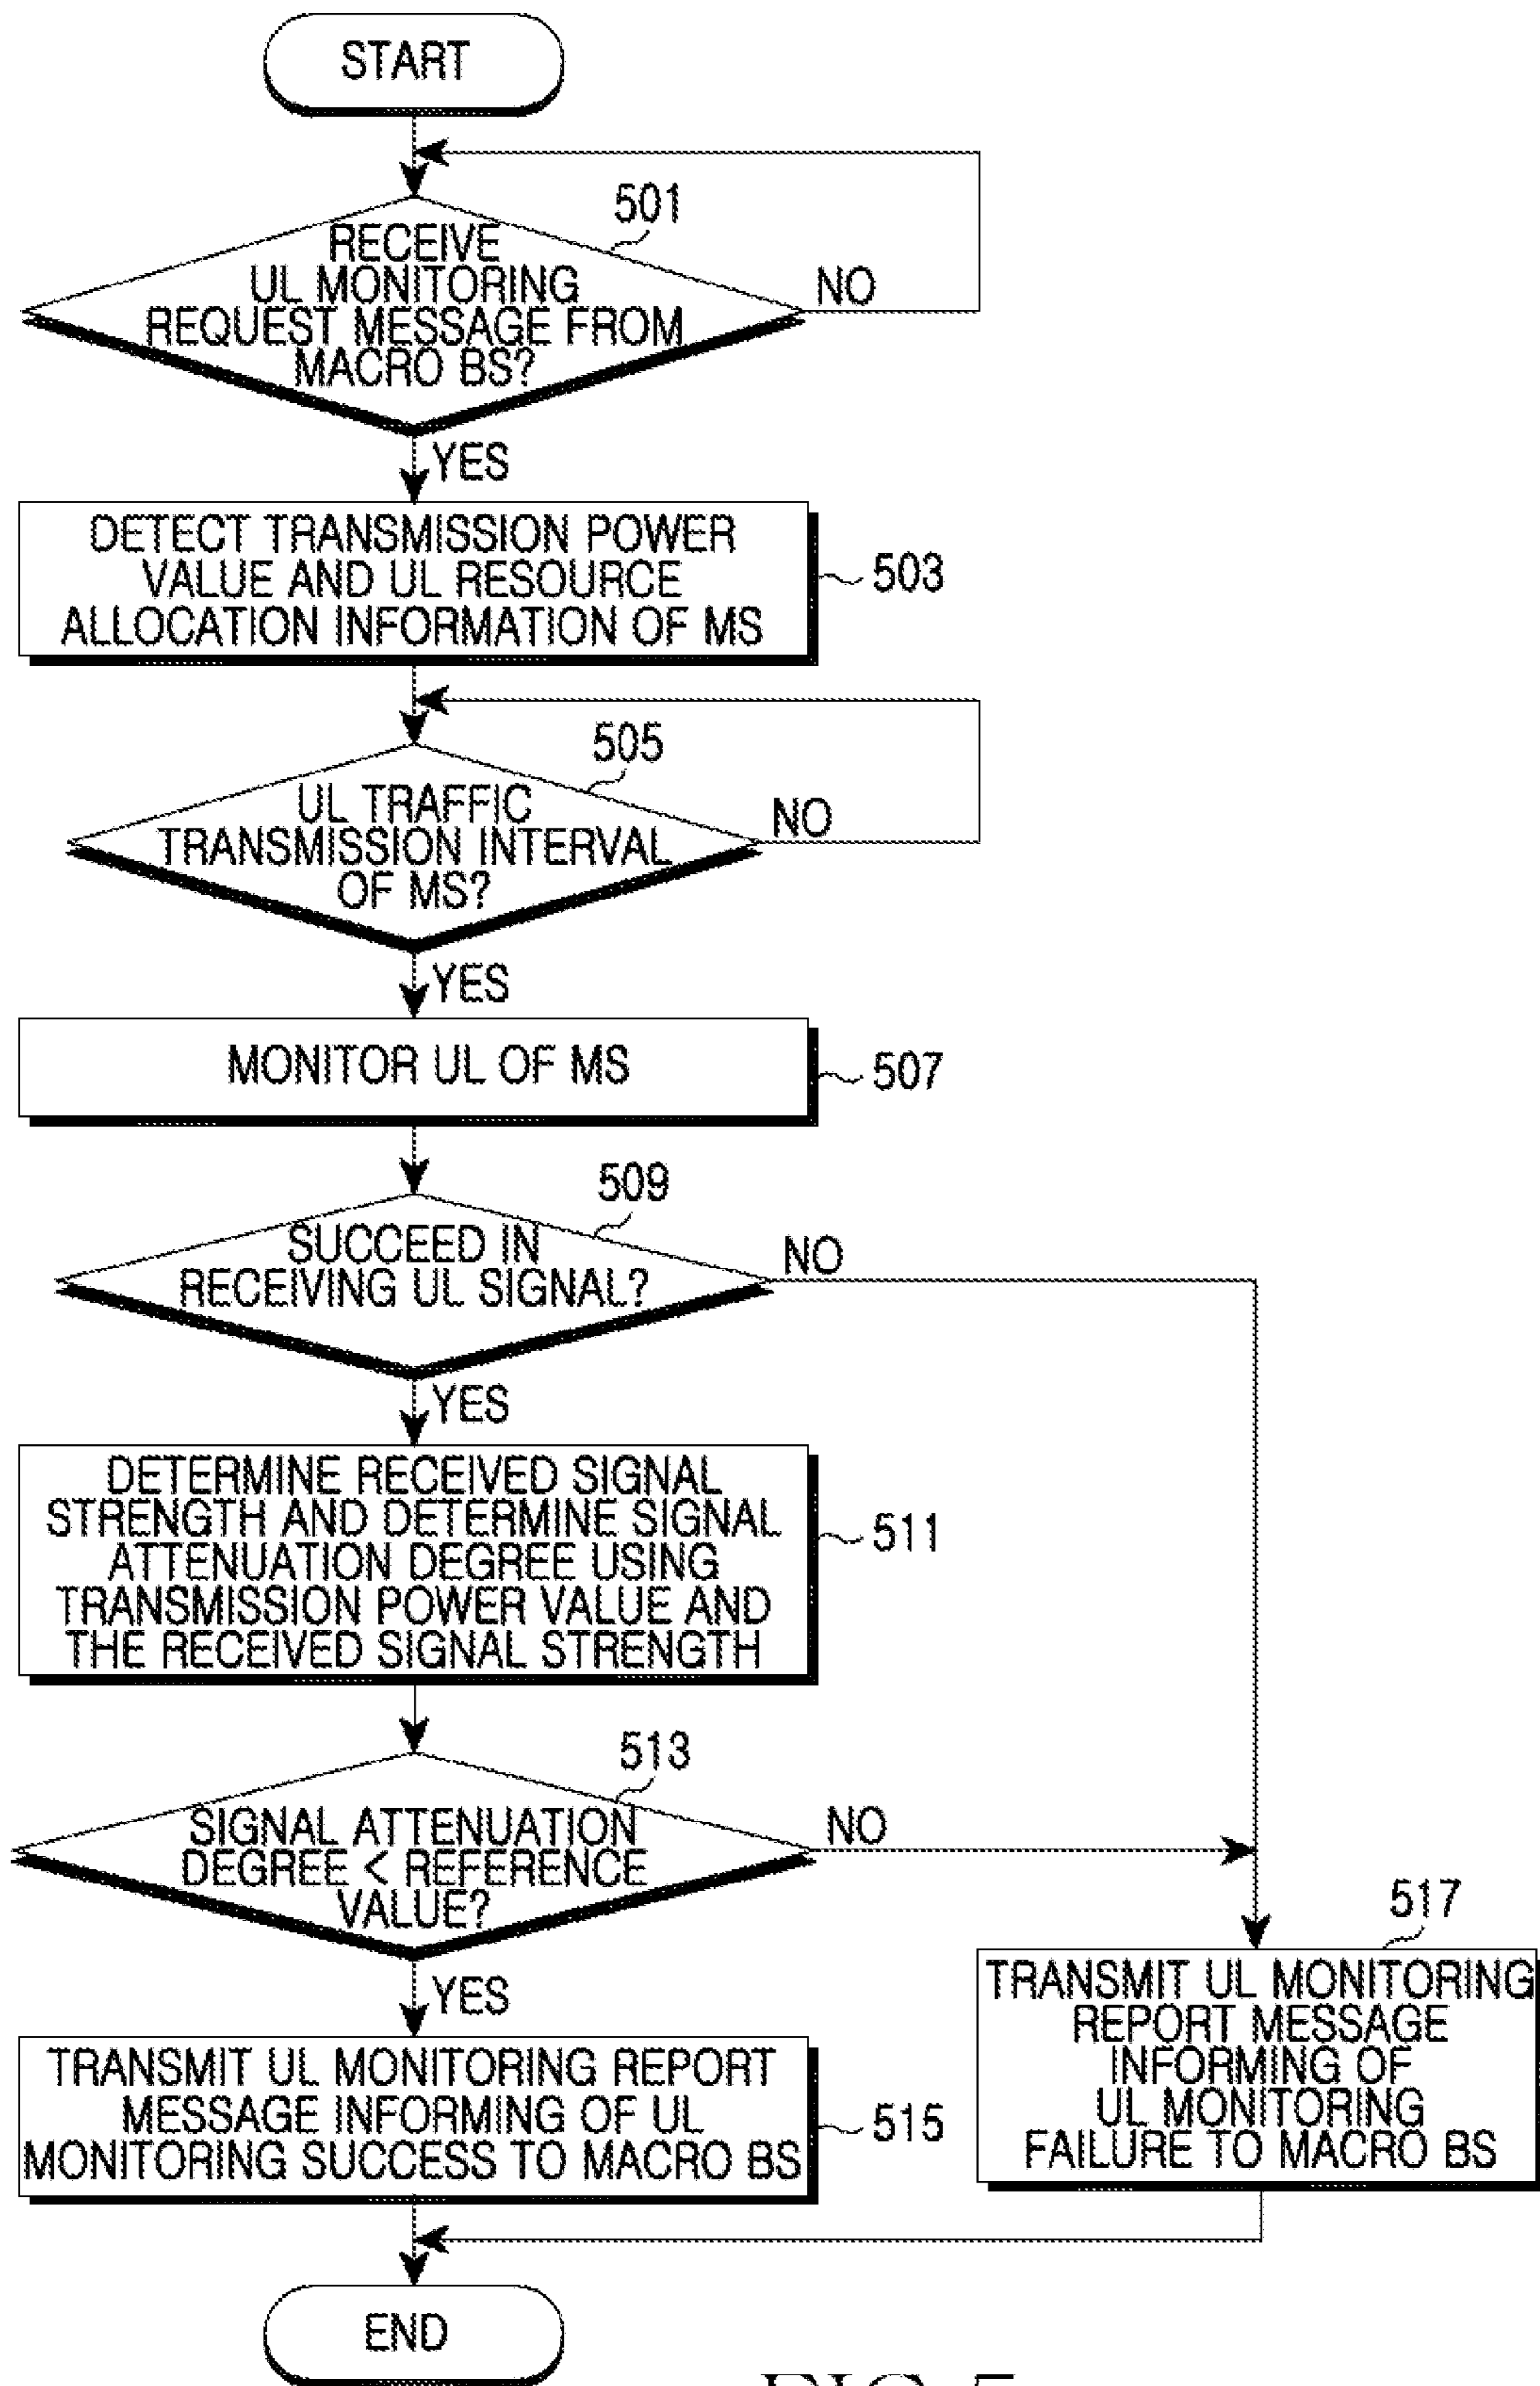 START
501
RECEIVE
UL MONITORING
REQUEST MESSAGE FROM
MACRO BS?
NO
YES
DETECT TRANSMISSION POWER
VALUE AND UL RESOURCE
ALLOCATION INFORMATION OF MS
503
505
UL TRAFFIC
TRANSMISSION INTERVAL
OF MS?
NO
YES
MONITOR UL OF MS
507
509
SUCCEED IN
RECEIVING UL SIGNAL?
NO
YES
DETERMINE RECEIVED SIGNAL
STRENGTH AND DETERMINE SIGNAL
ATTENUATION DEGREE USING
TRANSMISSION POWER VALUE AND
THE RECEIVED SIGNAL STRENGTH
511
513
SIGNAL ATTENUATION
DEGREE < REFERENCE
VALUE?
NO
YES
517
TRANSMIT UL MONITORING
REPORT MESSAGE
INFORMING OF
UL MONITORING
FAILURE TO MACRO BS
TRANSMIT UL MONITORING REPORT
MESSAGE INFORMING OF UL
MONITORING SUCCESS TO MACRO BS
515
END